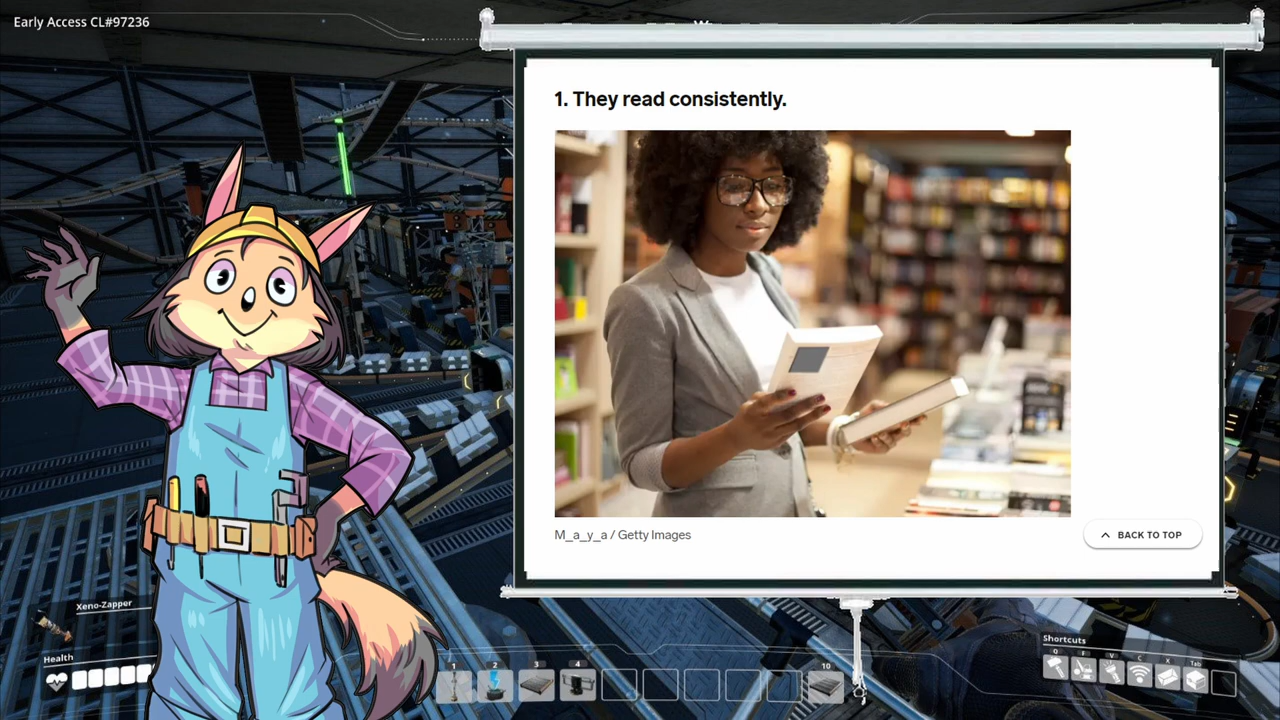 Early Access CL#97236
1. They read consistently.
M_a_y_a / Getty Images
BACK TO TOP
Xeno-Zapper
Health
1 2 3 4 10
Shortcuts
Q F V C X Tab